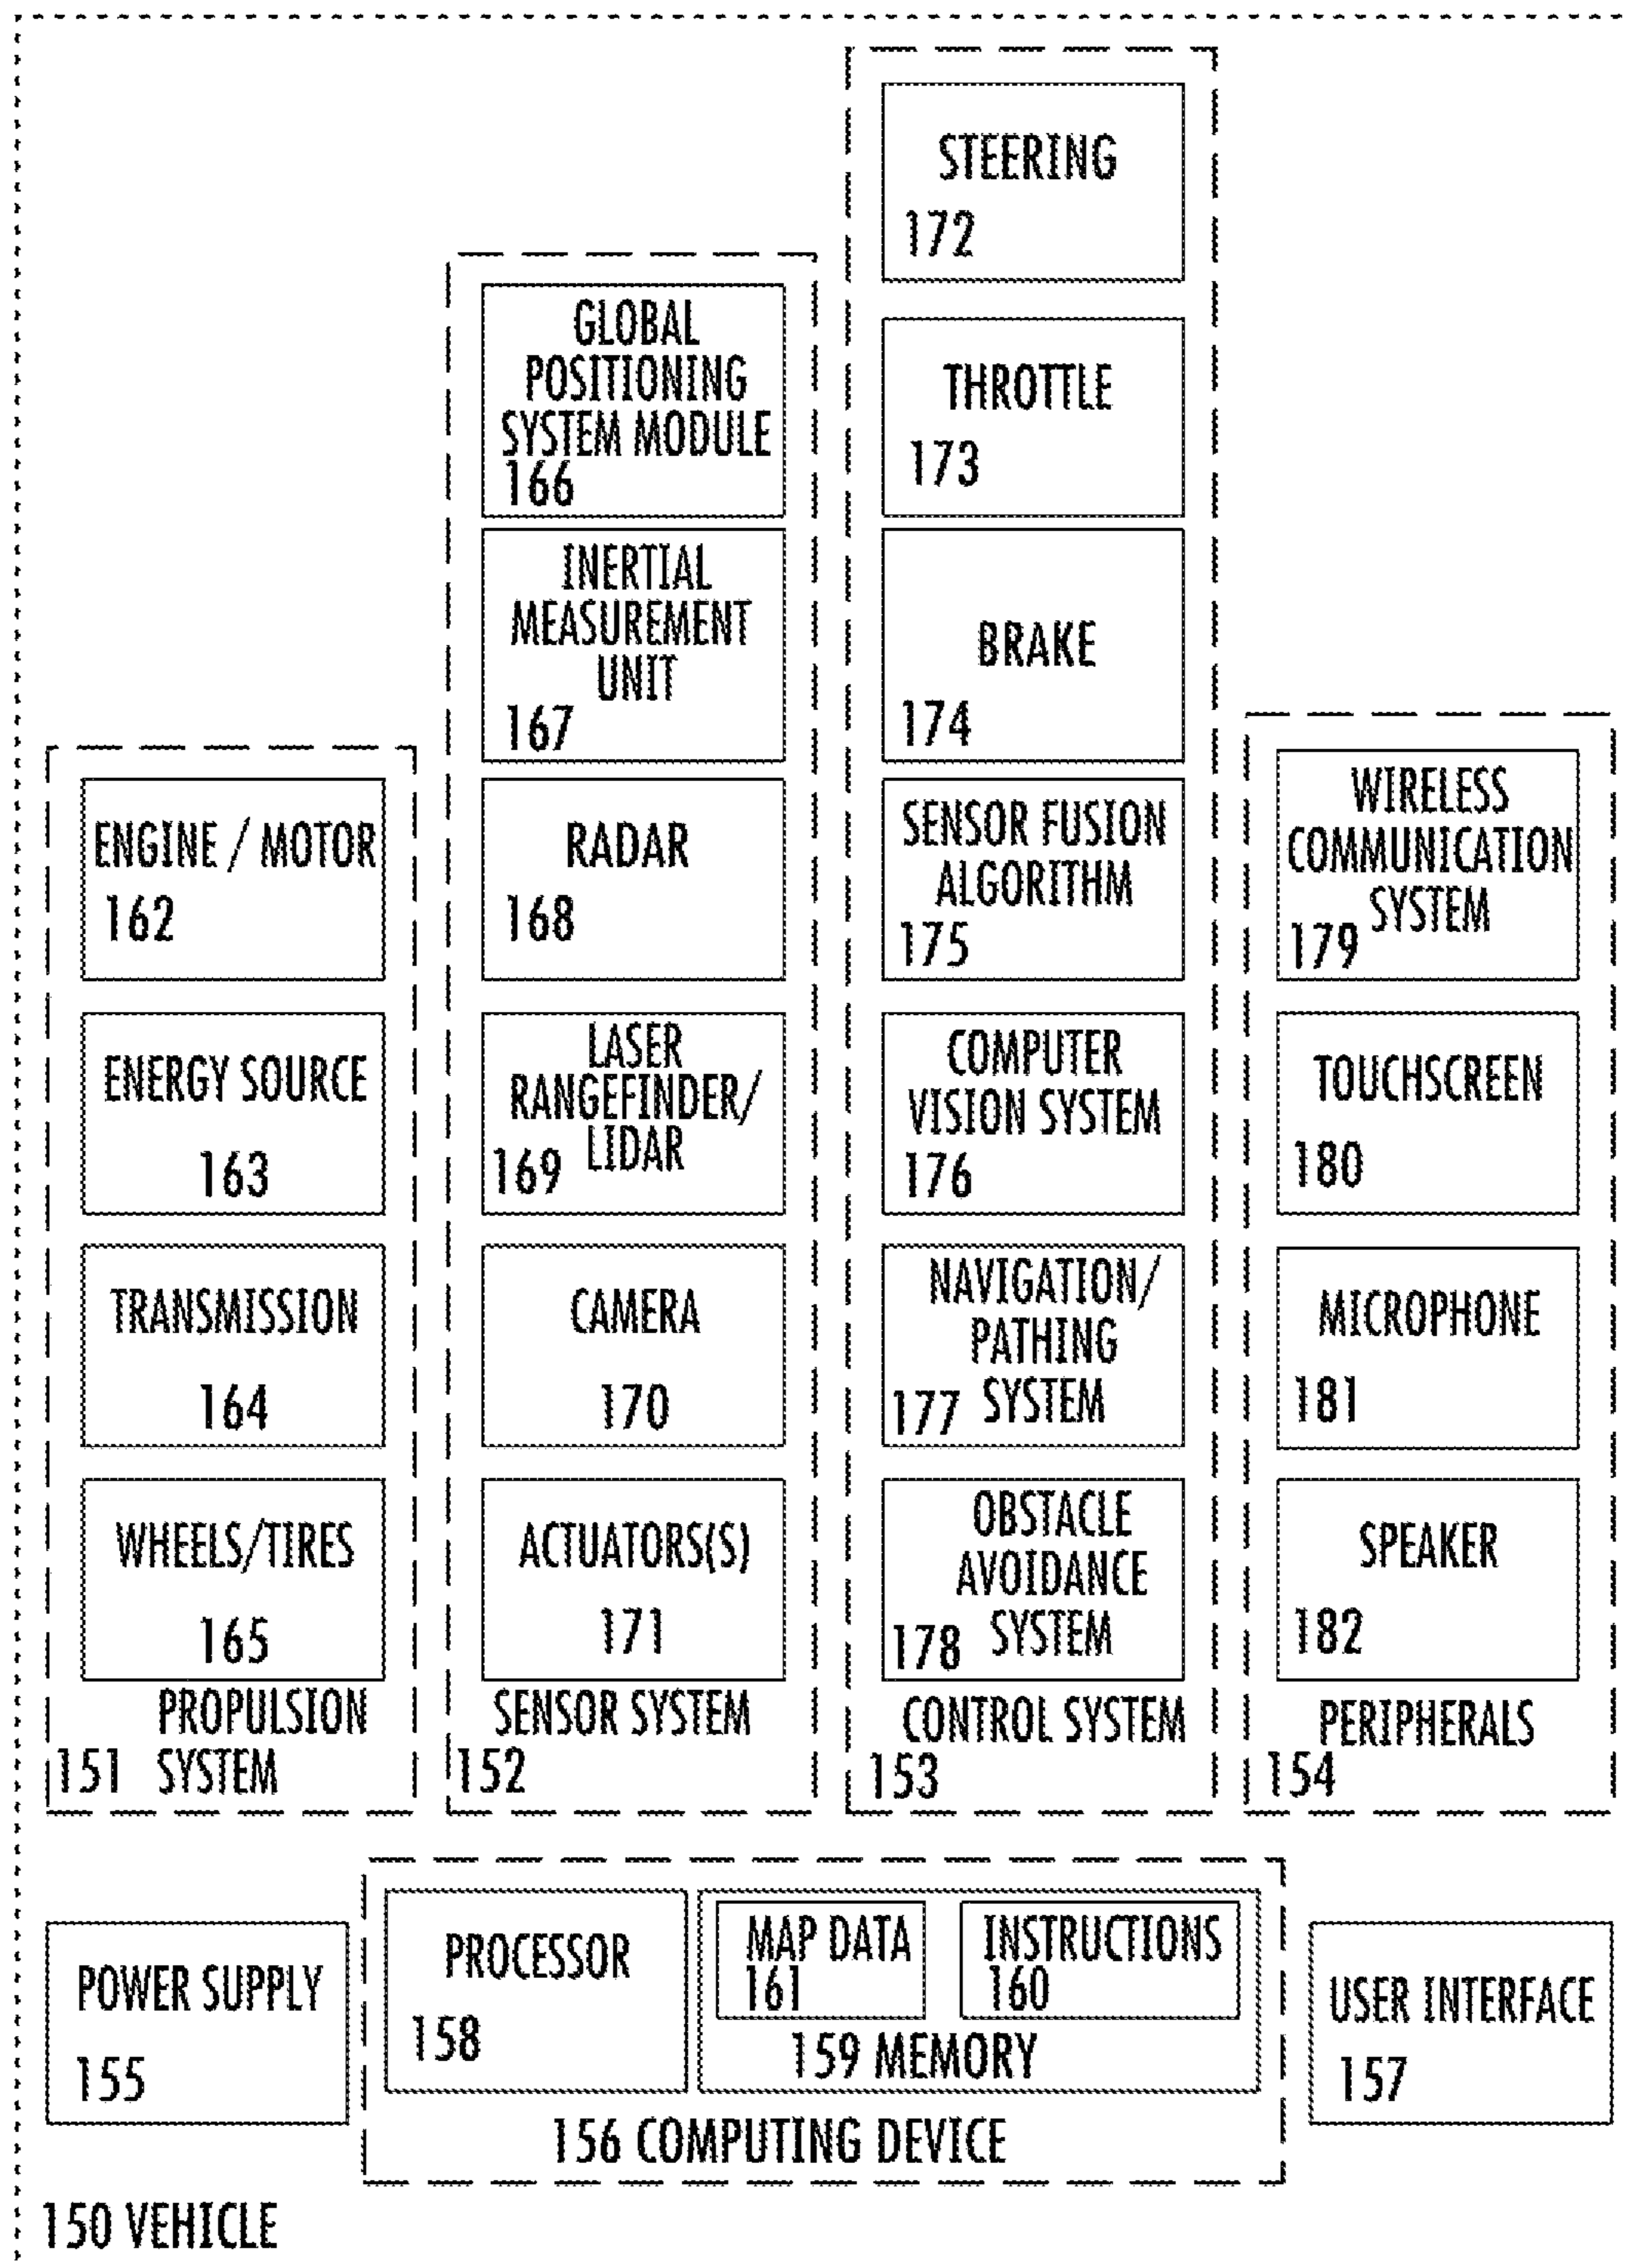 STEERING
172
THROTTLE
173
BRAKE
174
SENSOR FUSION
ALGORITHM
175
COMPUTER
VISION SYSTEM
176
NAVIGATION/
PATHING
177 SYSTEM
OBSTACLE
AVOIDANCE
178 SYSTEM
CONTROL SYSTEM
153
GLOBAL
POSITIONING
SYSTEM MODULE
166
INERTIAL
MEASUREMENT
UNIT
167
RADAR
168
LASER
RANGEFINDER/
169 LIDAR
CAMERA
170
ACTUATORS(S)
171
SENSOR SYSTEM
152
ENGINE / MOTOR
162
ENERGY SOURCE
163
TRANSMISSION
164
WHEELS/TIRES
165
PROPULSION
151 SYSTEM
WIRELESS
COMMUNICATION
179 SYSTEM
TOUCHSCREEN
180
MICROPHONE
181
SPEAKER
182
PERIPHERALS
154
POWER SUPPLY
155
PROCESSOR
158
MAP DATA
161
INSTRUCTIONS
160
159 MEMORY
156 COMPUTING DEVICE
USER INTERFACE
157
150 VEHICLE